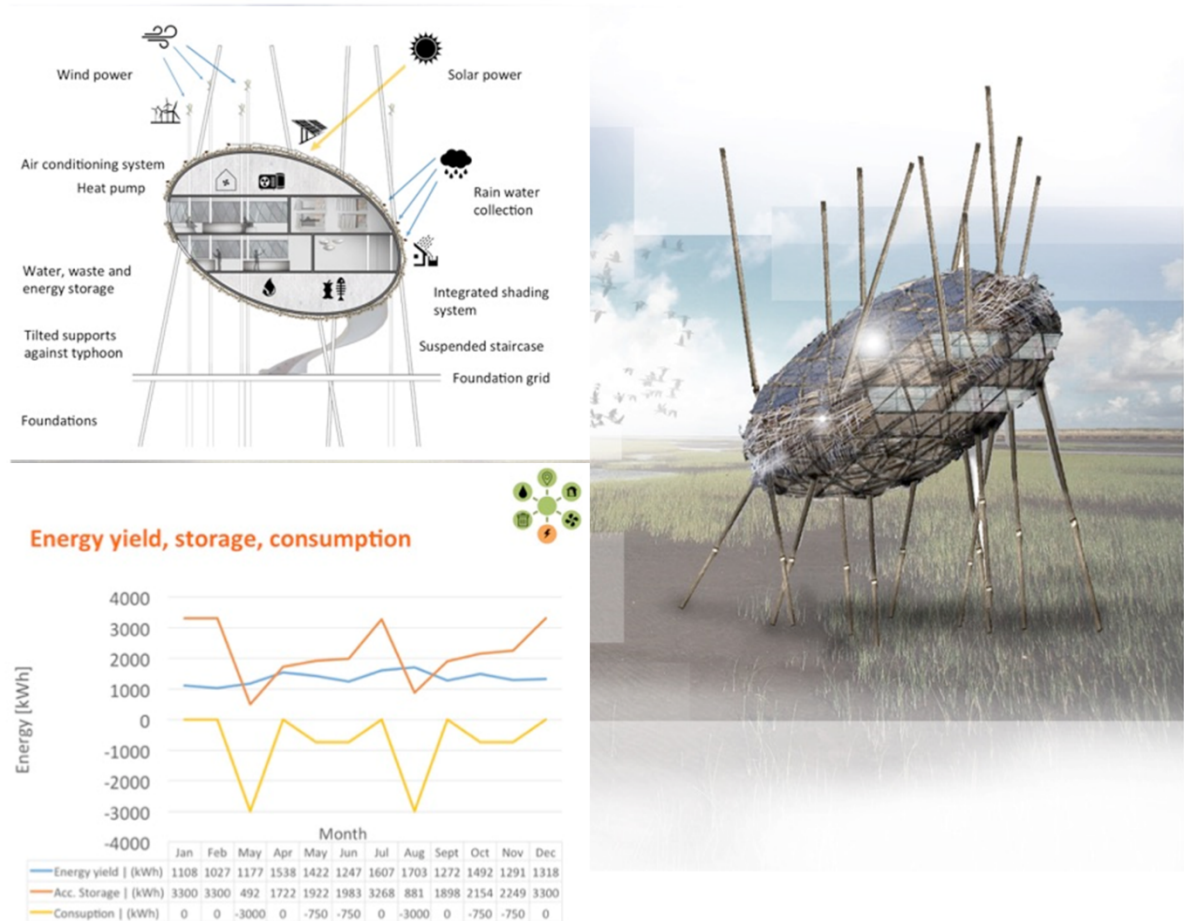 Wind power
Solar power
Air conditioning system
Heat pump
Rain water
collection
Water, waste and
energy storage
Integrated shading
system
Tilted supports
against typhoon
Suspended staircase
Foundation grid
Foundations
Energy yield, storage, consumption
Energy [kWh]
4000
3000
2000
1000
0
-1000
-2000
-3000
-4000
Month
Jan Feb May Apr May Jun Jul Aug Sept Oct Nov Dec
Energy yield | (kWh) 1108 1027 1177 1538 1422 1247 1607 1703 1272 1492 1291 1318
Acc. Storage | (kWh) 3300 3300 492 1722 1922 1983 3268 881 1898 2154 2249 3300
Consuption | (kWh) 0 0 -3000 0 -750 -750 0 -3000 0 -750 -750 0